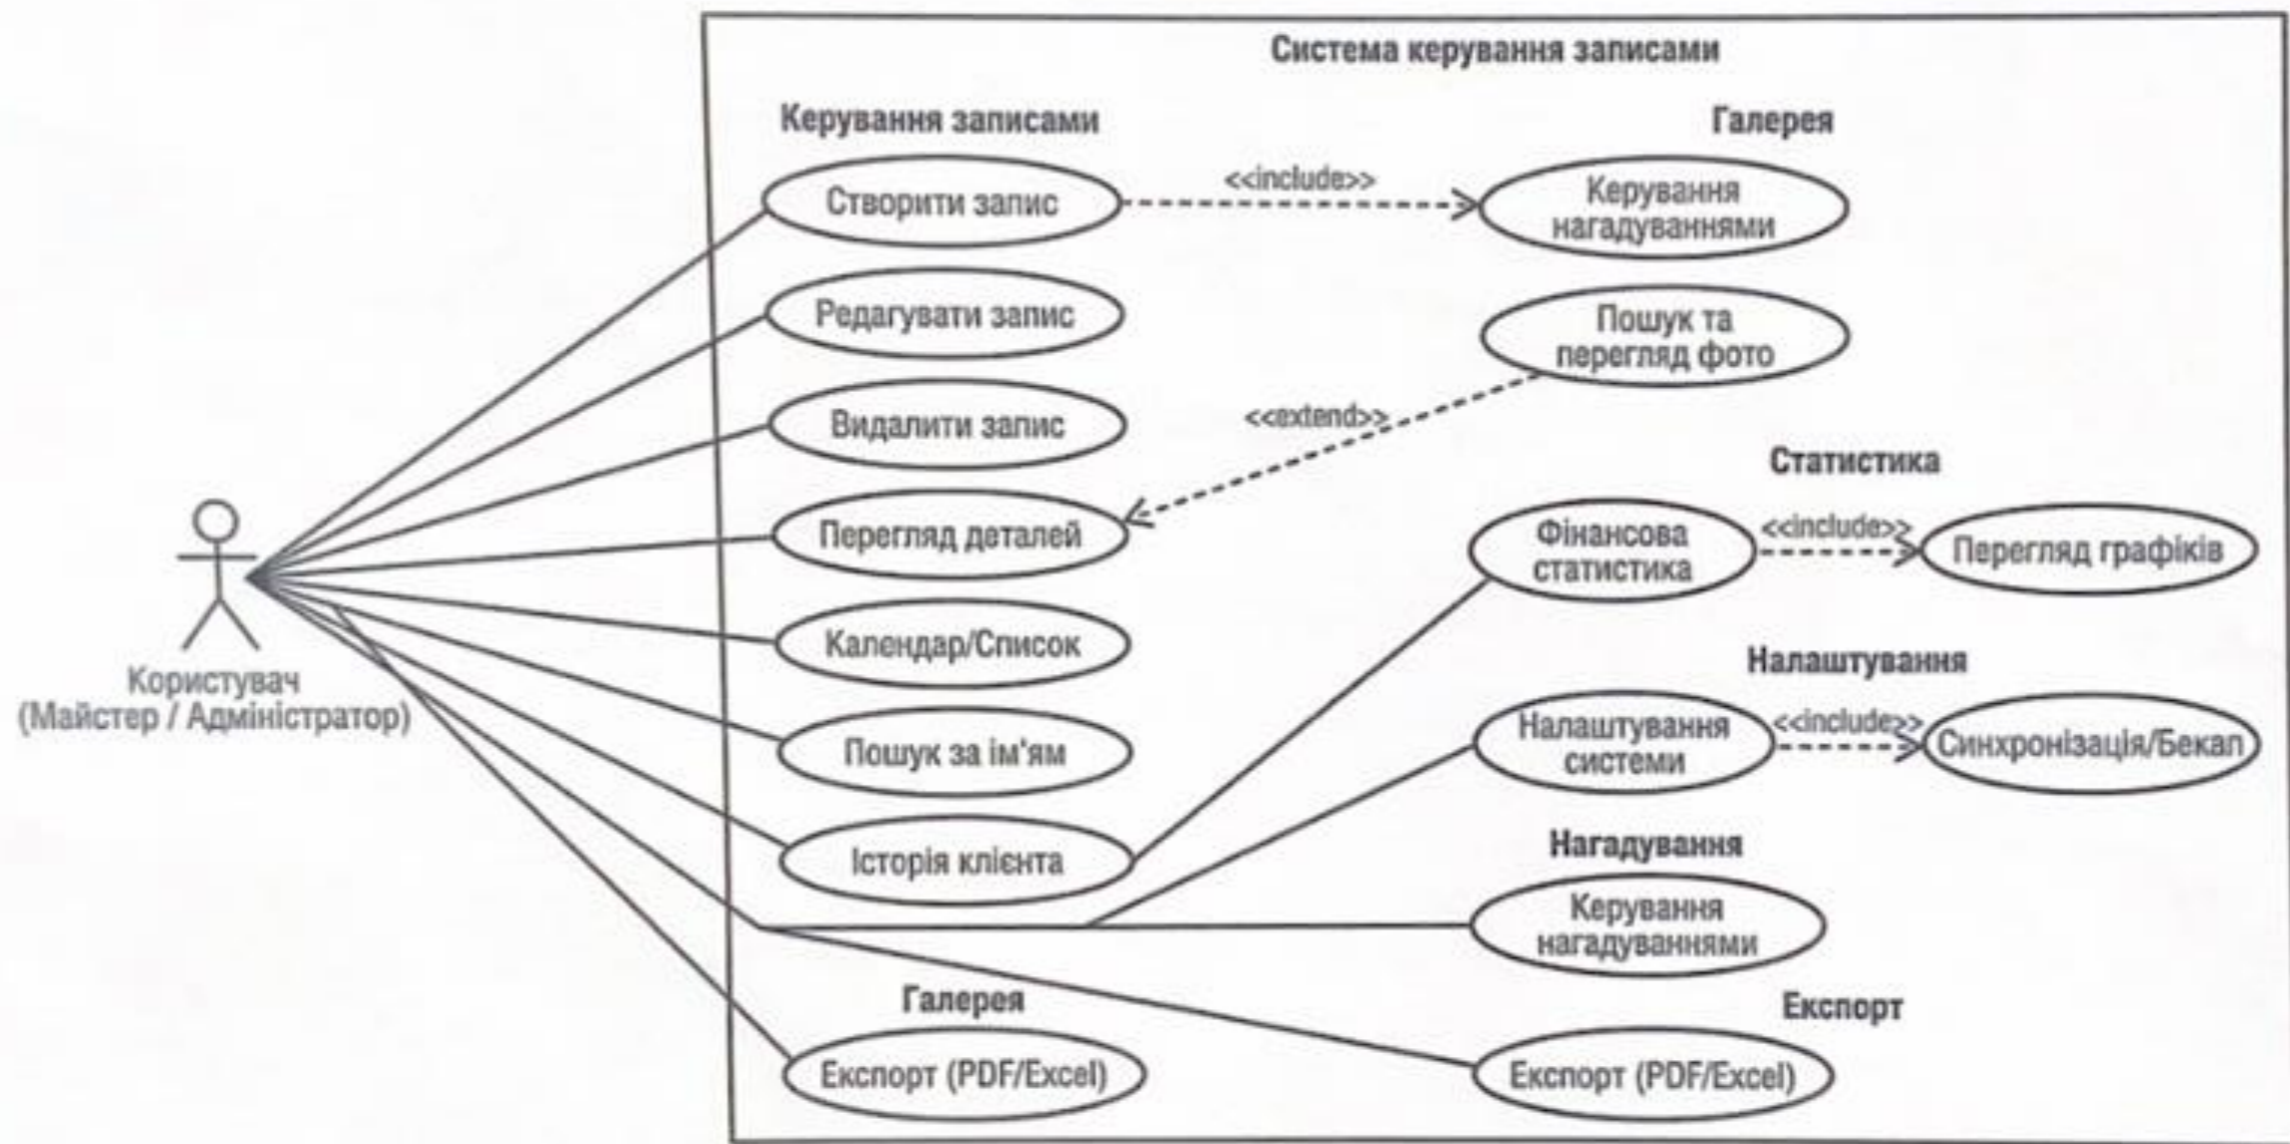 Система керування записами
Керування записами
Галерея
Створити запис
<<include>>
Керування
нагадуваннями
Редагувати запис
Пошук та
перегляд фото
Видалити запис
<<extend>>
Статистика
Перегляд деталей
Фінансова
статистика
<<include>>
Перегляд графіків
Календар/Список
Користувач
(Майстер / Адміністратор)
Налаштування
Налаштування
системи
<<include>>
Синхронізація/Бекап
Пошук за ім'ям
Історія клієнта
Нагадування
Керування
нагадуваннями
Галерея
Експорт
Експорт (PDF/Excel)
Експорт (PDF/Excel)